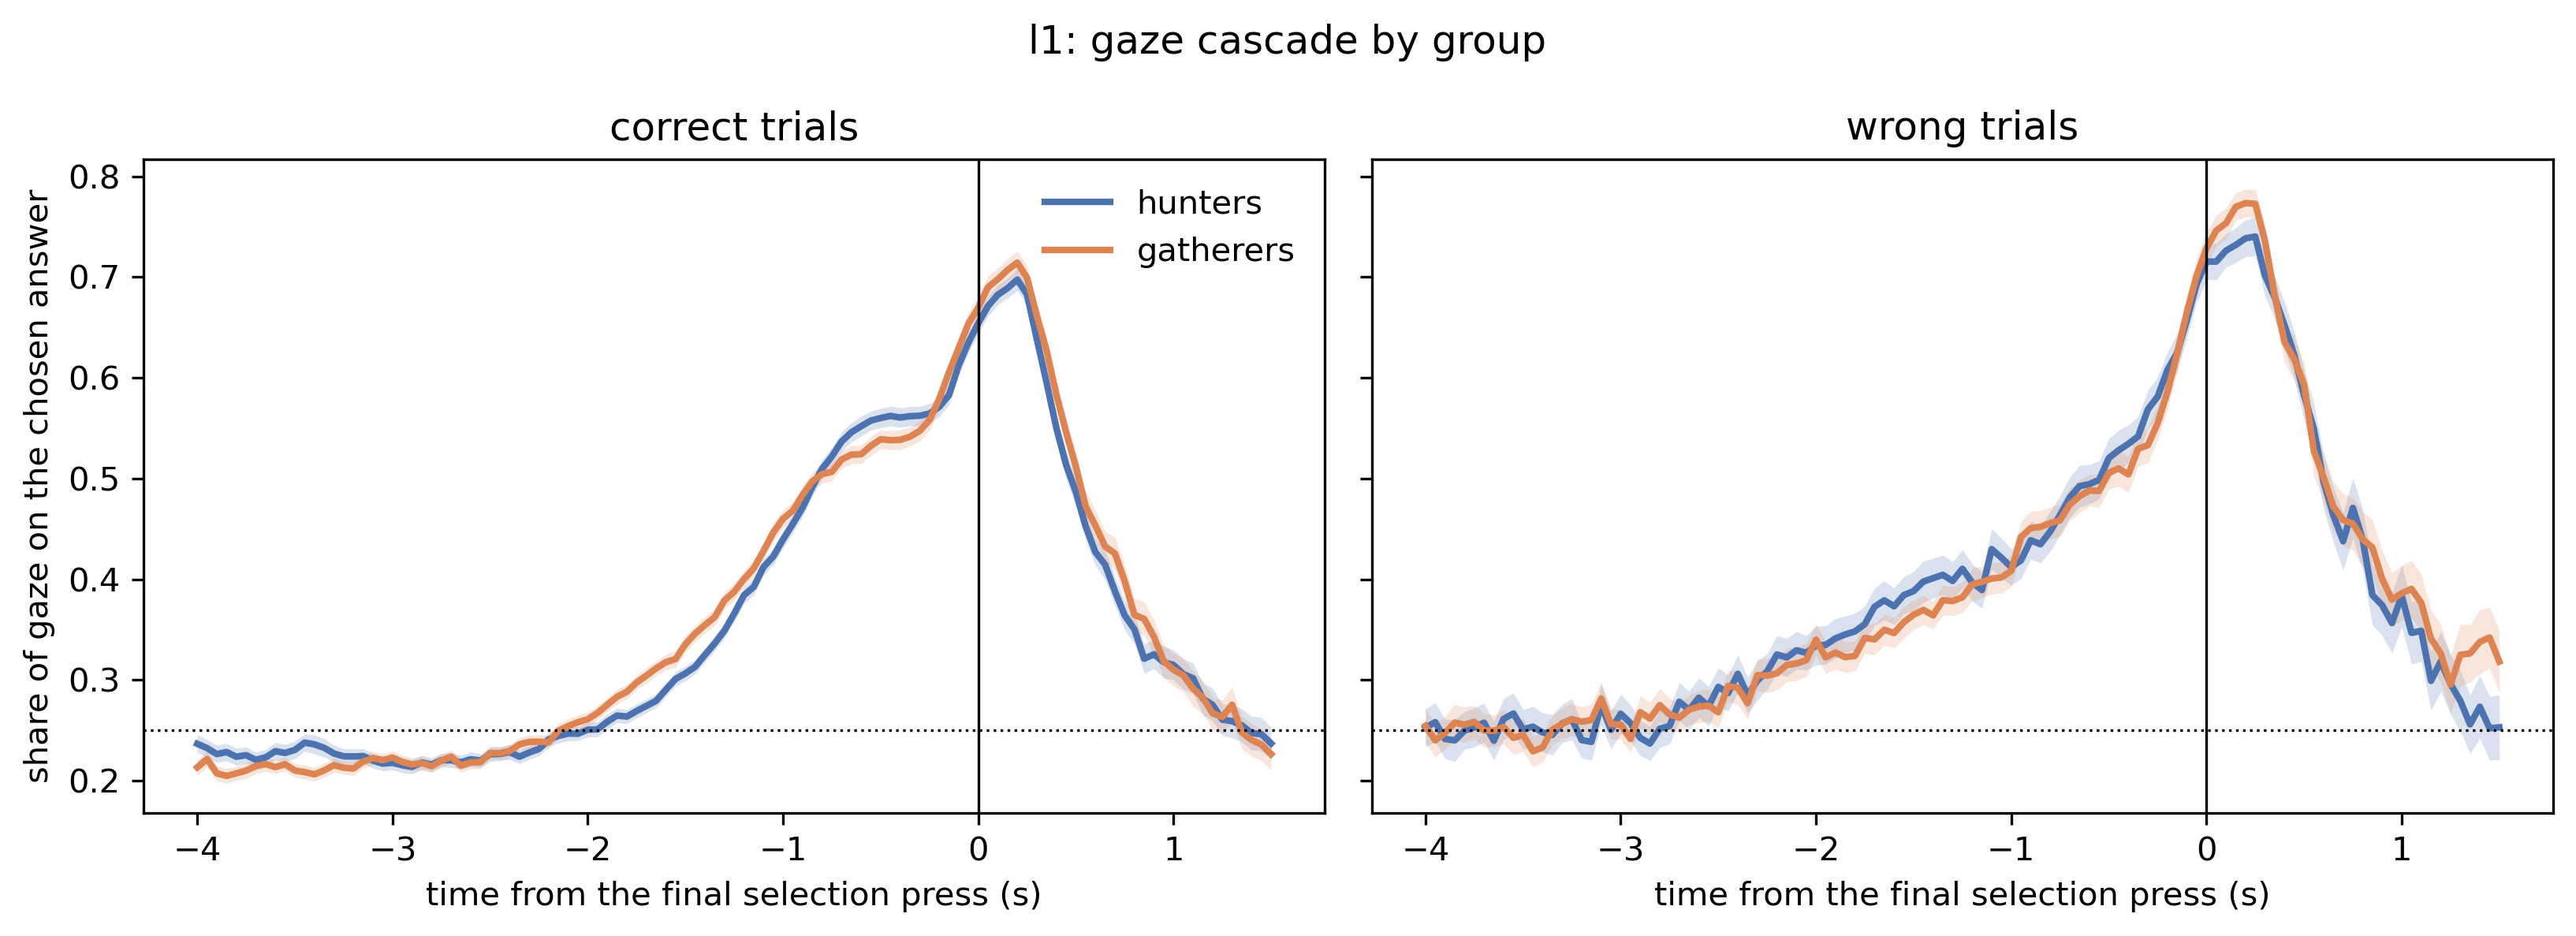 l1: gaze cascade by group
correct trials
wrong trials
share of gaze on the chosen answer
0.8
0.7
0.6
0.5
0.4
0.3
0.2
hunters
gatherers
−4 −3 −2 −1 0 1
−4 −3 −2 −1 0 1
time from the final selection press (s)
time from the final selection press (s)